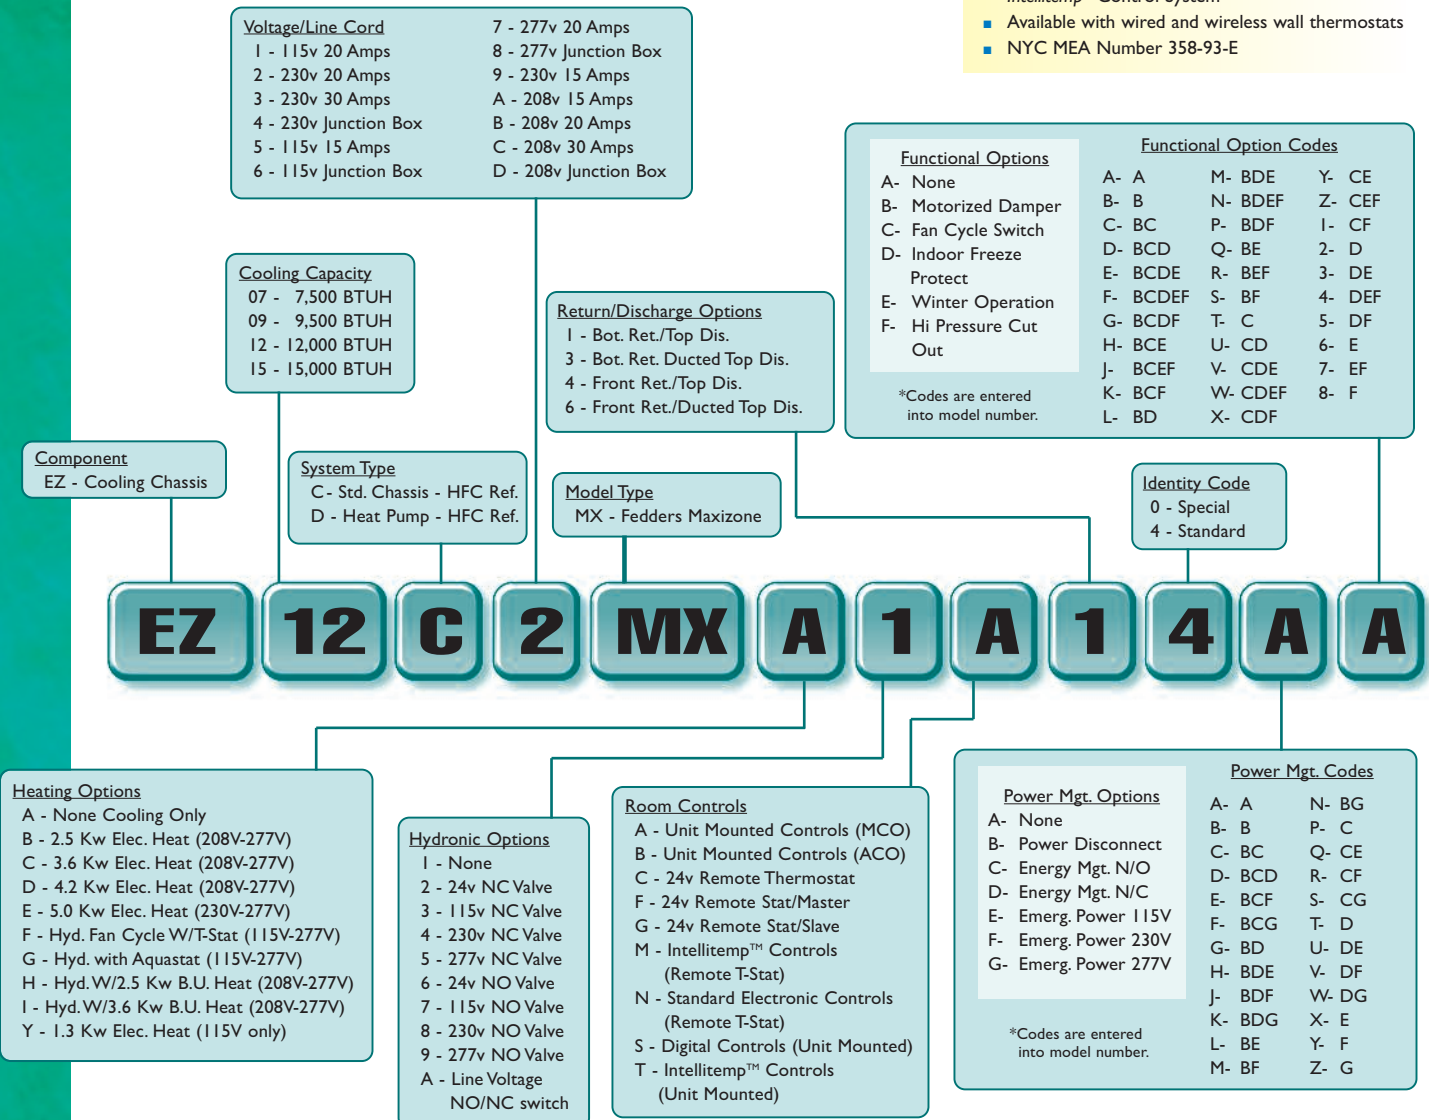 Intellitemp™ Control System
Available with wired and wireless wall thermostats
NYC MEA Number 358-93-E
Voltage/Line Cord
1 - 115v 20 Amps
2 - 230v 20 Amps
3 - 230v 30 Amps
4 - 230v Junction Box
5 - 115v 15 Amps
6 - 115v Junction Box
7 - 277v 20 Amps
8 - 277v Junction Box
9 - 230v 15 Amps
A - 208v 15 Amps
B - 208v 20 Amps
C - 208v 30 Amps
D - 208v Junction Box
Functional Options
A- None
B- Motorized Damper
C- Fan Cycle Switch
D- Indoor Freeze
Protect
E- Winter Operation
F- Hi Pressure Cut
Out
*Codes are entered
into model number.
Functional Option Codes
A- A
B- B
C- BC
D- BCD
E- BCDE
F- BCDEF
G- BCDF
H- BCE
J- BCEF
K- BCF
L- BD
M- BDE
N- BDEF
P- BDF
Q- BE
R- BEF
S- BF
T- C
U- CD
V- CDE
W- CDEF
X- CDF
Y- CE
Z- CEF
1- CF
2- D
3- DE
4- DEF
5- DF
6- E
7- EF
8- F
Cooling Capacity
07 - 7,500 BTUH
09 - 9,500 BTUH
12 - 12,000 BTUH
15 - 15,000 BTUH
Return/Discharge Options
1 - Bot. Ret./Top Dis.
3 - Bot. Ret. Ducted Top Dis.
4 - Front Ret./Top Dis.
6 - Front Ret./Ducted Top Dis.
Component
EZ - Cooling Chassis
System Type
C - Std. Chassis - HFC Ref.
D - Heat Pump - HFC Ref.
Model Type
MX - Fedders Maxizone
Identity Code
0 - Special
4 - Standard
EZ 12 C 2 MX A 1 A 1 4 A A
Heating Options
A - None Cooling Only
B - 2.5 Kw Elec. Heat (208V-277V)
C - 3.6 Kw Elec. Heat (208V-277V)
D - 4.2 Kw Elec. Heat (208V-277V)
E - 5.0 Kw Elec. Heat (230V-277V)
F - Hyd. Fan Cycle W/T-Stat (115V-277V)
G - Hyd. with Aquastat (115V-277V)
H - Hyd. W/2.5 Kw B.U. Heat (208V-277V)
I - Hyd. W/3.6 Kw B.U. Heat (208V-277V)
Y - 1.3 Kw Elec. Heat (115V only)
Hydronic Options
1 - None
2 - 24v NC Valve
3 - 115v NC Valve
4 - 230v NC Valve
5 - 277v NC Valve
6 - 24v NO Valve
7 - 115v NO Valve
8 - 230v NO Valve
9 - 277v NO Valve
A - Line Voltage
NO/NC switch
Room Controls
A - Unit Mounted Controls (MCO)
B - Unit Mounted Controls (ACO)
C - 24v Remote Thermostat
F - 24v Remote Stat/Master
G - 24v Remote Stat/Slave
M - Intellitemp™ Controls
(Remote T-Stat)
N - Standard Electronic Controls
(Remote T-Stat)
S - Digital Controls (Unit Mounted)
T - Intellitemp™ Controls
(Unit Mounted)
Power Mgt. Options
A- None
B- Power Disconnect
C- Energy Mgt. N/O
D- Energy Mgt. N/C
E- Emerg. Power 115V
F- Emerg. Power 230V
G- Emerg. Power 277V
*Codes are entered
into model number.
Power Mgt. Codes
A- A
B- B
C- BC
D- BCD
E- BCF
F- BCG
G- BD
H- BDE
J- BDF
K- BDG
L- BE
M- BF
N- BG
P- C
Q- CE
R- CF
S- CG
T- D
U- DE
V- DF
W- DG
X- E
Y- F
Z- G